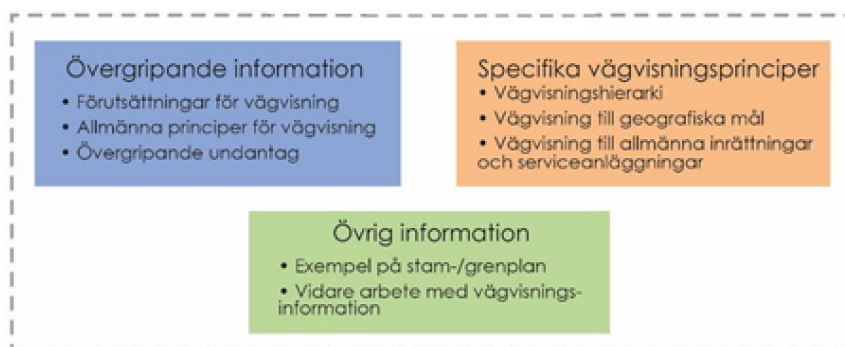 Övergripande information
• Förutsättningar för vägvisning
• Allmänna principer för vägvisning
• Övergripande undantag
Specifika vägvisningsprinciper
• Vägvisningshierarki
• Vägvisning till geografiska mål
• Vägvisning till allmänna inrättningar
och serviceanläggningar
Övrig information
• Exempel på stam-/grenplan
• Vidare arbete med vägvisnings-
information